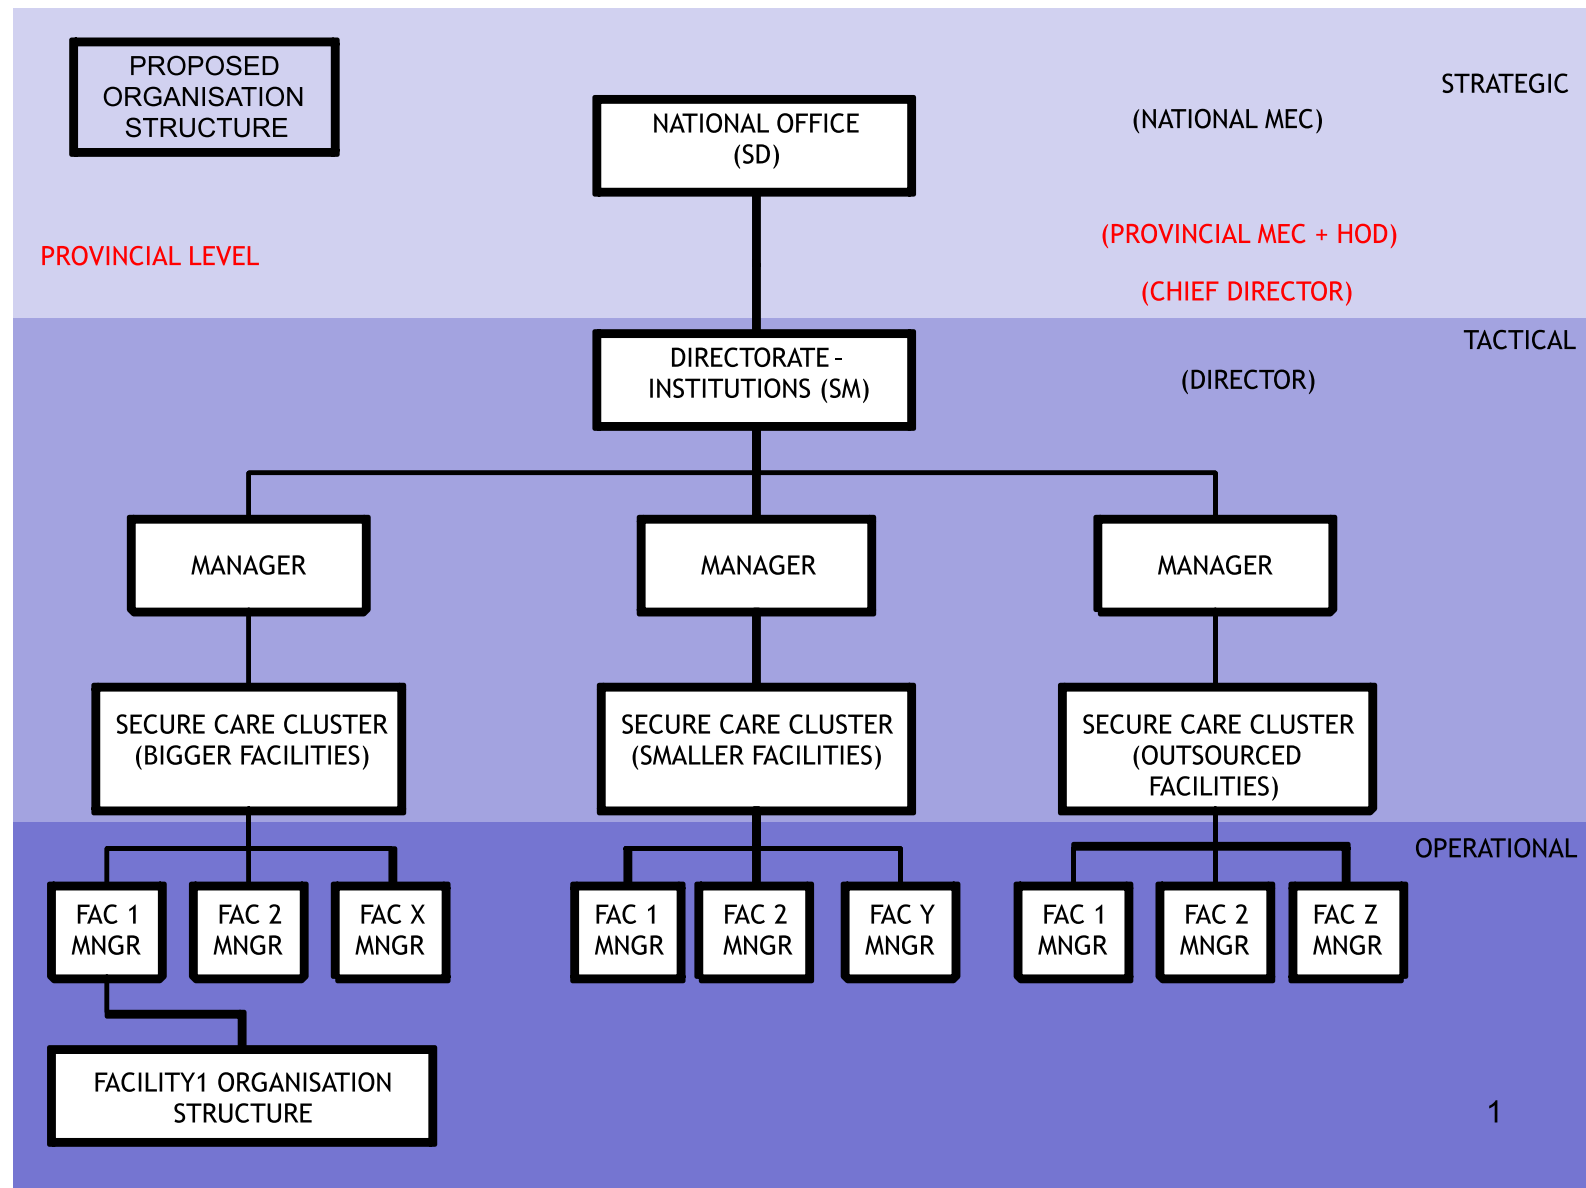 PROPOSED
ORGANISATION
STRUCTURE
STRATEGIC
NATIONAL OFFICE
(SD)
(NATIONAL MEC)
PROVINCIAL LEVEL
(PROVINCIAL MEC + HOD)
(CHIEF DIRECTOR)
TACTICAL
DIRECTORATE –
INSTITUTIONS (SM)
(DIRECTOR)
MANAGER
MANAGER
MANAGER
SECURE CARE CLUSTER
(BIGGER FACILITIES)
SECURE CARE CLUSTER
(SMALLER FACILITIES)
SECURE CARE CLUSTER
(OUTSOURCED
FACILITIES)
OPERATIONAL
FAC 1
MNGR
FAC 2
MNGR
FAC X
MNGR
FAC 1
MNGR
FAC 2
MNGR
FAC Y
MNGR
FAC 1
MNGR
FAC 2
MNGR
FAC Z
MNGR
FACILITY1 ORGANISATION
STRUCTURE
1